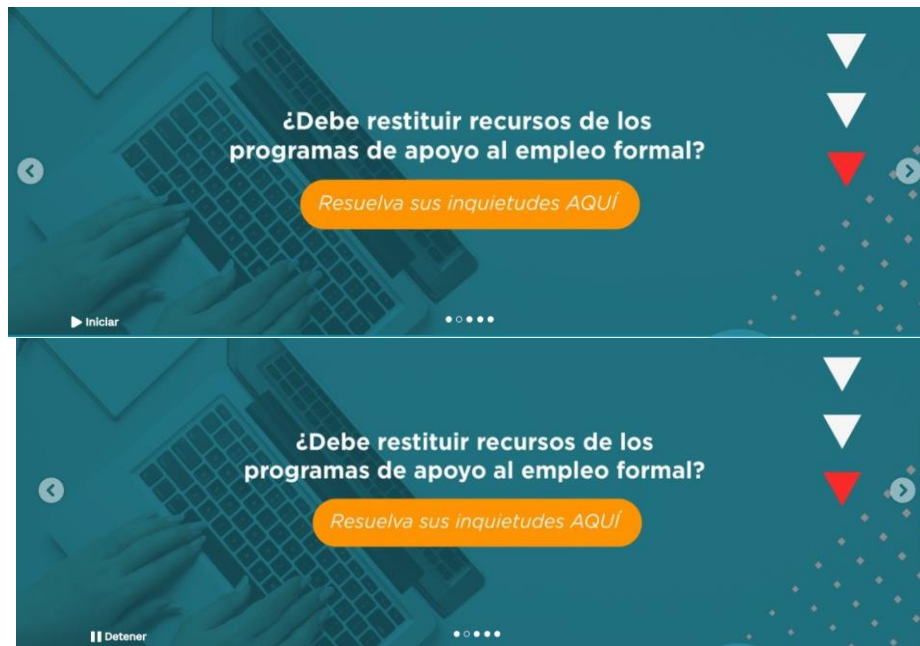 ¿Debe restituir recursos de los
programas de apoyo al empleo formal?
Resuelva sus inquietudes AQUÍ
Iniciar
¿Debe restituir recursos de los
programas de apoyo al empleo formal?
Resuelva sus inquietudes AQUÍ
Detener